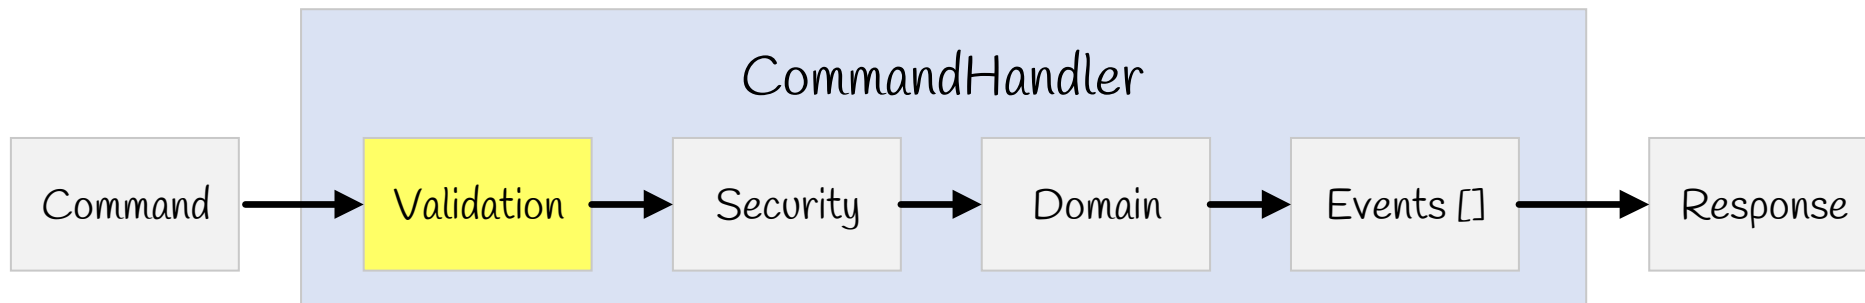 CommandHandler
Command
Validation
Security
Domain
Events []
Response